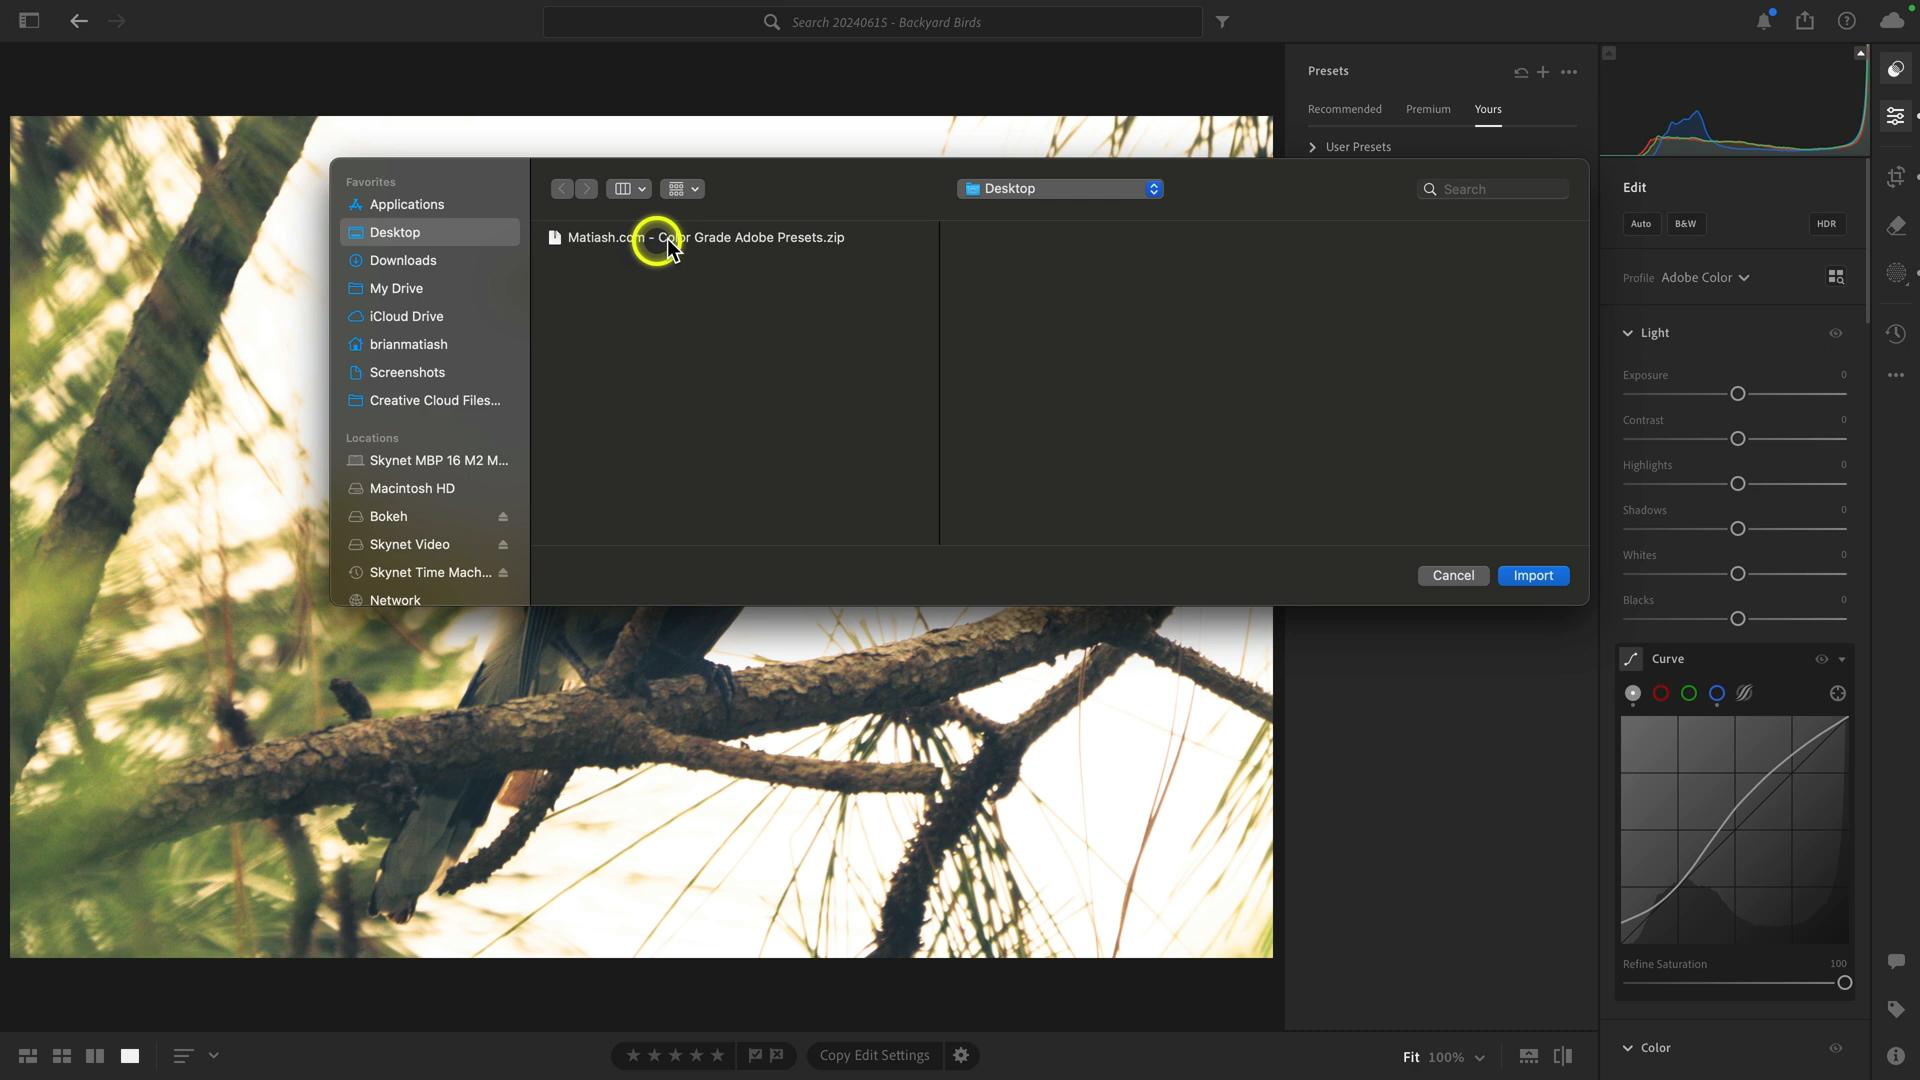 Search 20240615 - Backyard Birds
Presets
Recommended
Premium
Yours
User Presets
Favorites
Applications
Desktop
Downloads
My Drive
iCloud Drive
brianmatiash
Screenshots
Creative Cloud Files...
Locations
Skynet MBP 16 M2 M...
Macintosh HD
Bokeh
Skynet Video
Skynet Time Mach...
Network
Desktop
Search
Matiash.com - Color Grade Adobe Presets.zip
Cancel
Import
Edit
Auto
B&W
HDR
Profile Adobe Color
Light
Exposure 0
Contrast 0
Highlights 0
Shadows 0
Whites 0
Blacks 0
Curve
Refine Saturation 100
Color
Copy Edit Settings
Fit 100%